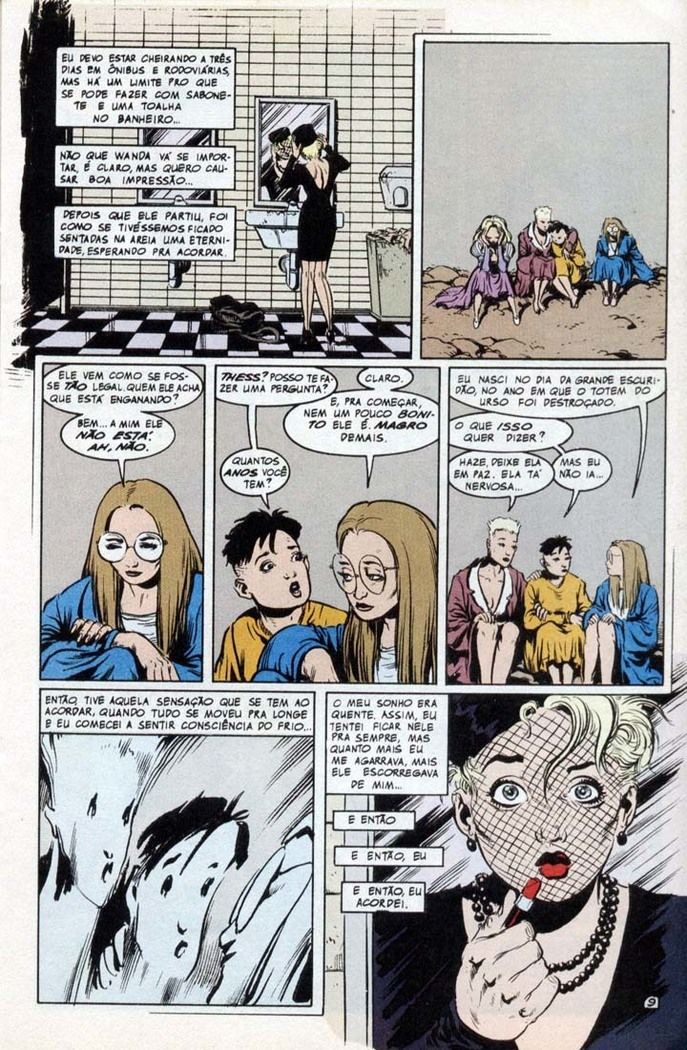 EU DEVO ESTAR CHEIRANDO A TRÊS
DIAS EM ÔNIBUS E RODOVIÁRIAS,
MAS HÁ UM LIMITE PRO QUE
SE PODE FAZER COM SABONE-
TE E UMA TOALHA
NO BANHEIRO...
NÃO QUE WANDA VÁ SE IMPOR-
TAR, É CLARO, MAS QUERO CAU-
SAR BOA IMPRESSÃO...
DEPOIS QUE ELE PARTIU, FOI
COMO SE TIVÉSSEMOS FICADO
SENTADAS NA AREIA UMA ETERNI-
DADE, ESPERANDO PRA ACORDAR.
ELE VEM COMO SE FOS-
SE TÃO LEGAL. QUEM ELE ACHA
QUE ESTÁ ENGANANDO?
BEM... A MIM ELE
NÃO ESTÁ.
AH, NÃO.
THESS? POSSO TE FA-
ZER UMA PERGUNTA?
CLARO.
E, PRA COMEÇAR,
NEM UM POUCO BONI-
TO ELE É. MAGRO
DEMAIS.
QUANTOS
ANOS VOCÊ
TEM?
EU NASCI NO DIA DA GRANDE ESCURI-
DÃO, NO ANO EM QUE O TOTEM DO
URSO FOI DESTROÇADO.
O QUE ISSO
QUER DIZER?
HAZE, DEIXE ELA
EM PAZ. ELA TÁ
NERVOSA...
MAS EU
NÃO IA...
ENTÃO, TIVE AQUELA SENSAÇÃO QUE SE TEM AO
ACORDAR, QUANDO TUDO SE MOVEU PRA LONGE
E EU COMECEI A SENTIR CONSCIÊNCIA DO FRIO...
O MEU SONHO ERA
QUENTE. ASSIM, EU
TENTEI FICAR NELE
PRA SEMPRE, MAS
QUANTO MAIS EU
ME AGARRAVA, MAIS
ELE ESCORREGAVA
DE MIM...
E ENTÃO
E ENTÃO, EU
E ENTÃO, EU
ACORDEI.
9